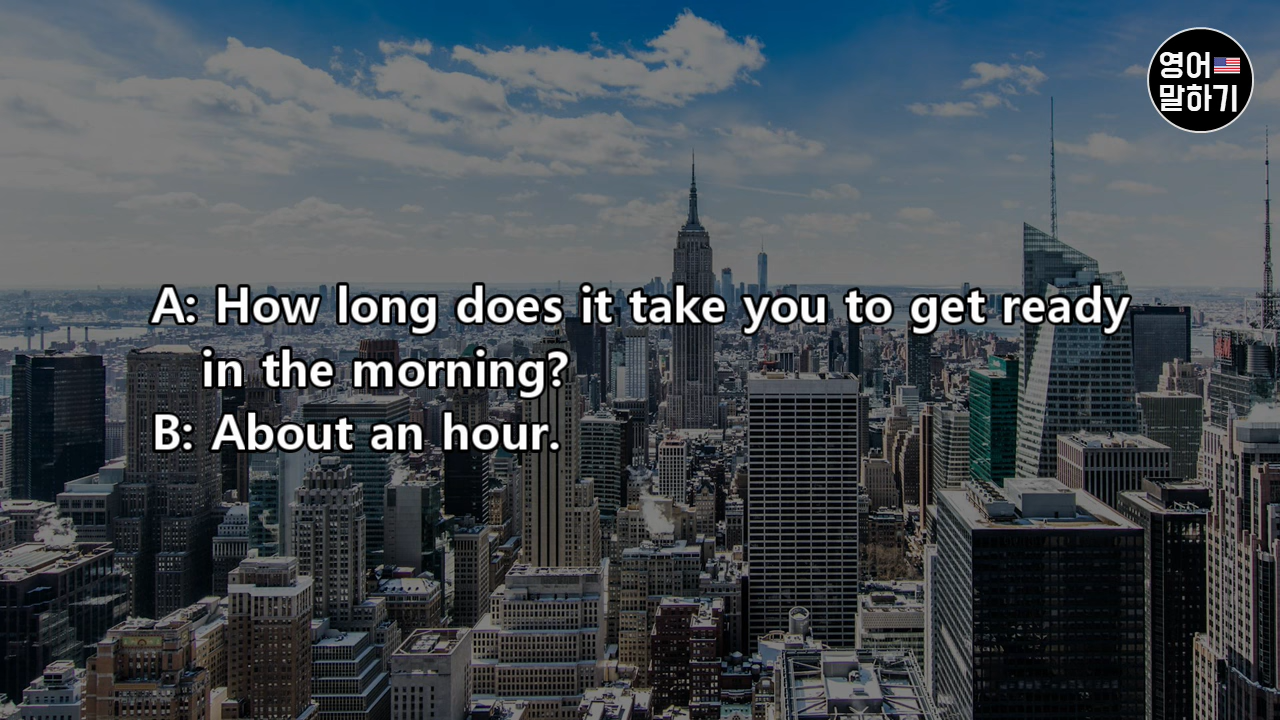 영어
말하기
A: How long does it take you to get ready
in the morning?
B: About an hour.